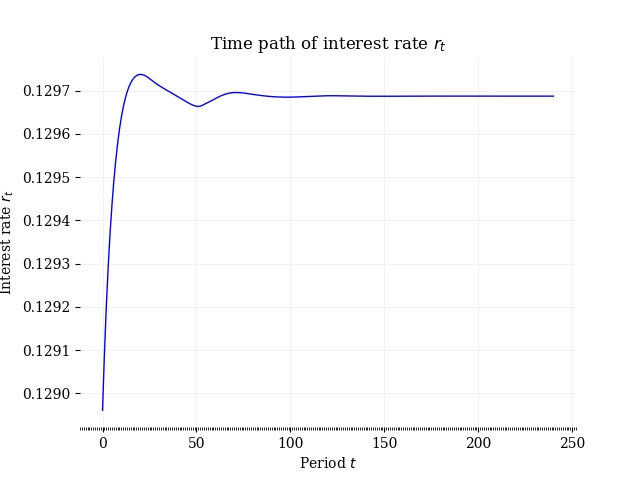 Time path of interest rate r_t
0.1297
0.1296
0.1295
0.1294
0.1293
0.1292
0.1291
0.1290
Interest rate r_t
0 50 100 150 200 250
Period t